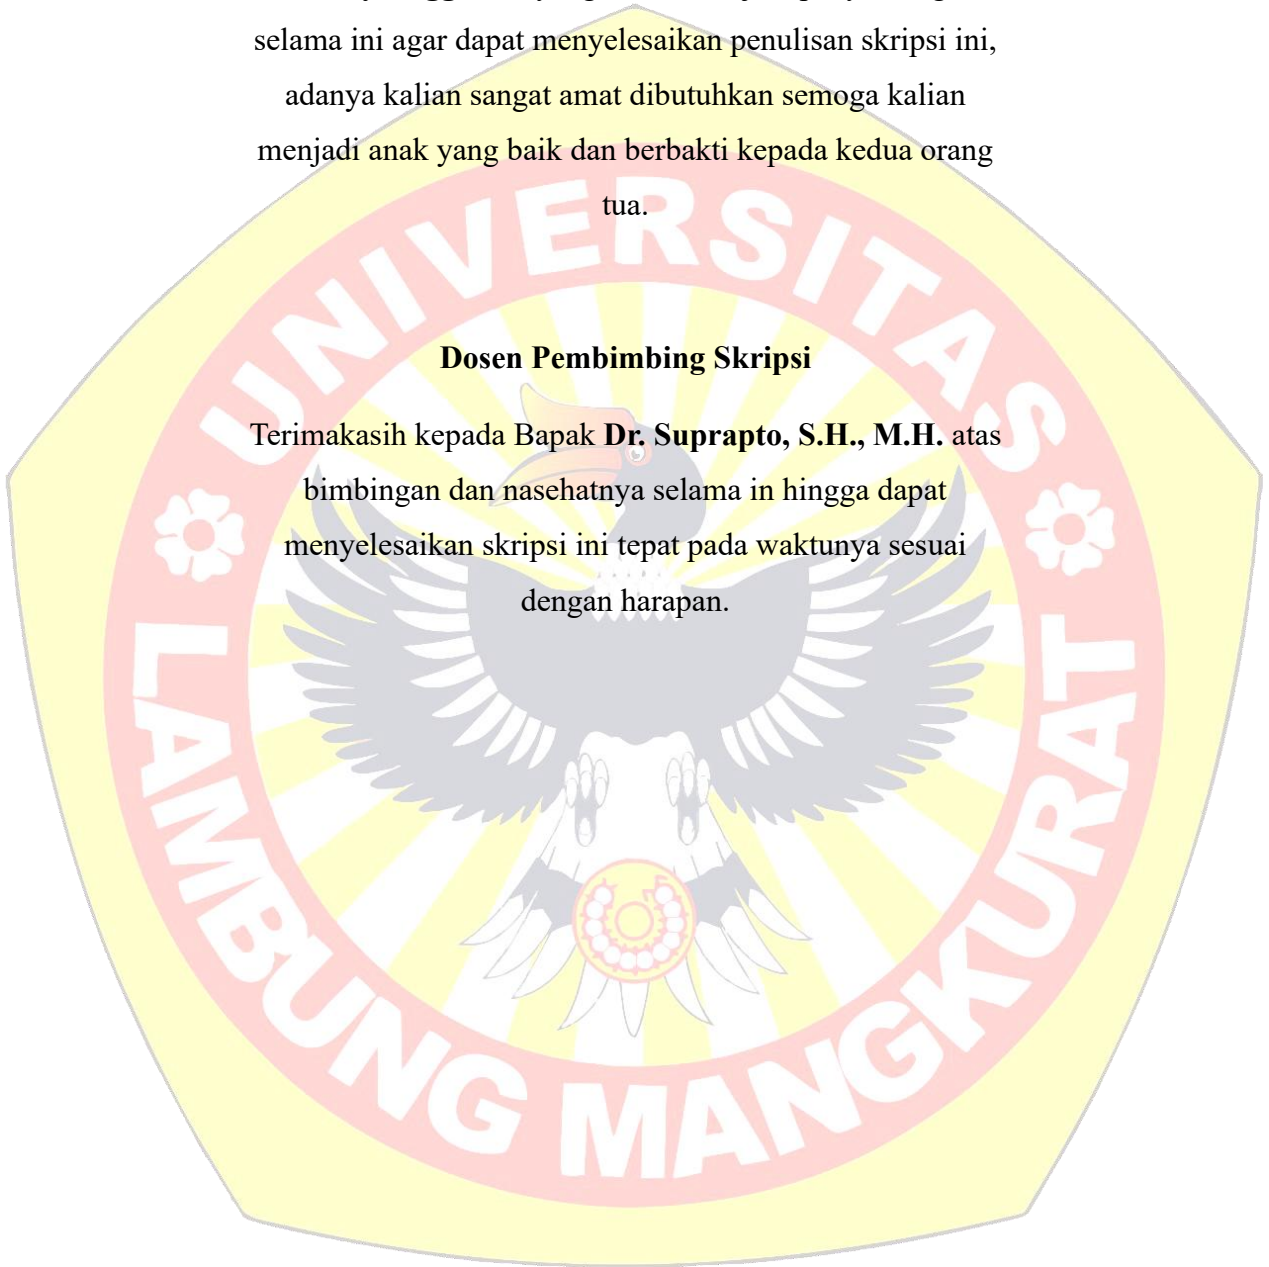 selama ini agar dapat menyelesaikan penulisan skripsi ini,
adanya kalian sangat amat dibutuhkan semoga kalian
menjadi anak yang baik dan berbakti kepada kedua orang
tua.
UNIVERSITAS
Dosen Pembimbing Skripsi
Terimakasih kepada Bapak Dr. Suprapto, S.H., M.H. atas
bimbingan dan nasehatnya selama in hingga dapat
menyelesaikan skripsi ini tepat pada waktunya sesuai
dengan harapan.
LAMBUNG MANGKURAT